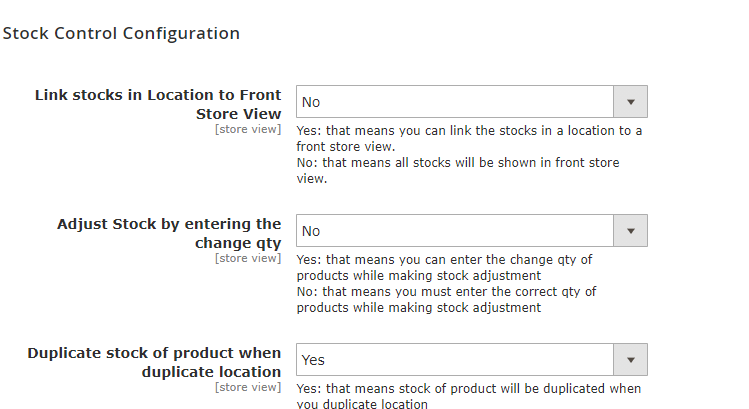 Stock Control Configuration
Link stocks in Location to Front
Store View
[store view]
No
Yes: that means you can link the stocks in a location to a
front store view.
No: that means all stocks will be shown in front store
view.
Adjust Stock by entering the
change qty
[store view]
No
Yes: that means you can enter the change qty of
products while making stock adjustment
No: that means you must enter the correct qty of
products while making stock adjustment
Duplicate stock of product when
duplicate location
[store view]
Yes
Yes: that means stock of product will be duplicated when
you duplicate location